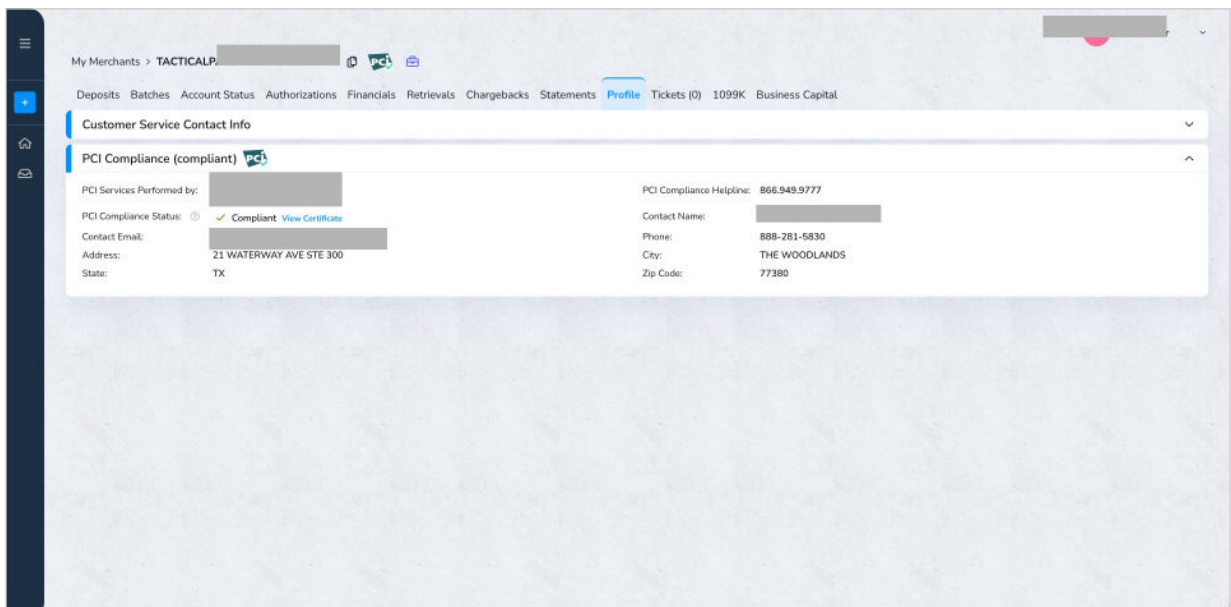 My Merchants > TACTICALP
PCI
Deposits Batches Account Status Authorizations Financials Retrievals Chargebacks Statements Profile Tickets (0) 1099K Business Capital
Customer Service Contact Info
PCI Compliance (compliant) PCI
PCI Services Performed by:
PCI Compliance Helpline: 866.949.9777
PCI Compliance Status: ? ✓ Compliant View Certificate
Contact Name:
Contact Email:
Phone: 888-281-5830
Address: 21 WATERWAY AVE STE 300
City: THE WOODLANDS
State: TX
Zip Code: 77380